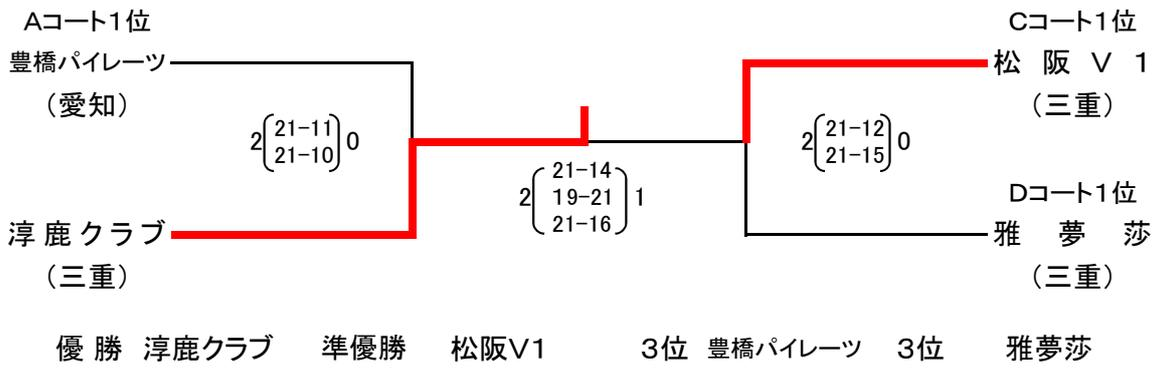 Aコート１位
豊橋パイレーツ
（愛知）
2 21-11 0
21-10
淳鹿クラブ
（三重）
21-14
2 19-21 1
21-16
Cコート１位
松阪Ｖ１
（三重）
2 21-12 0
21-15
Dコート１位
雅夢莎
（三重）
優勝 淳鹿クラブ 準優勝 松阪V１ ３位 豊橋パイレーツ ３位 雅夢莎